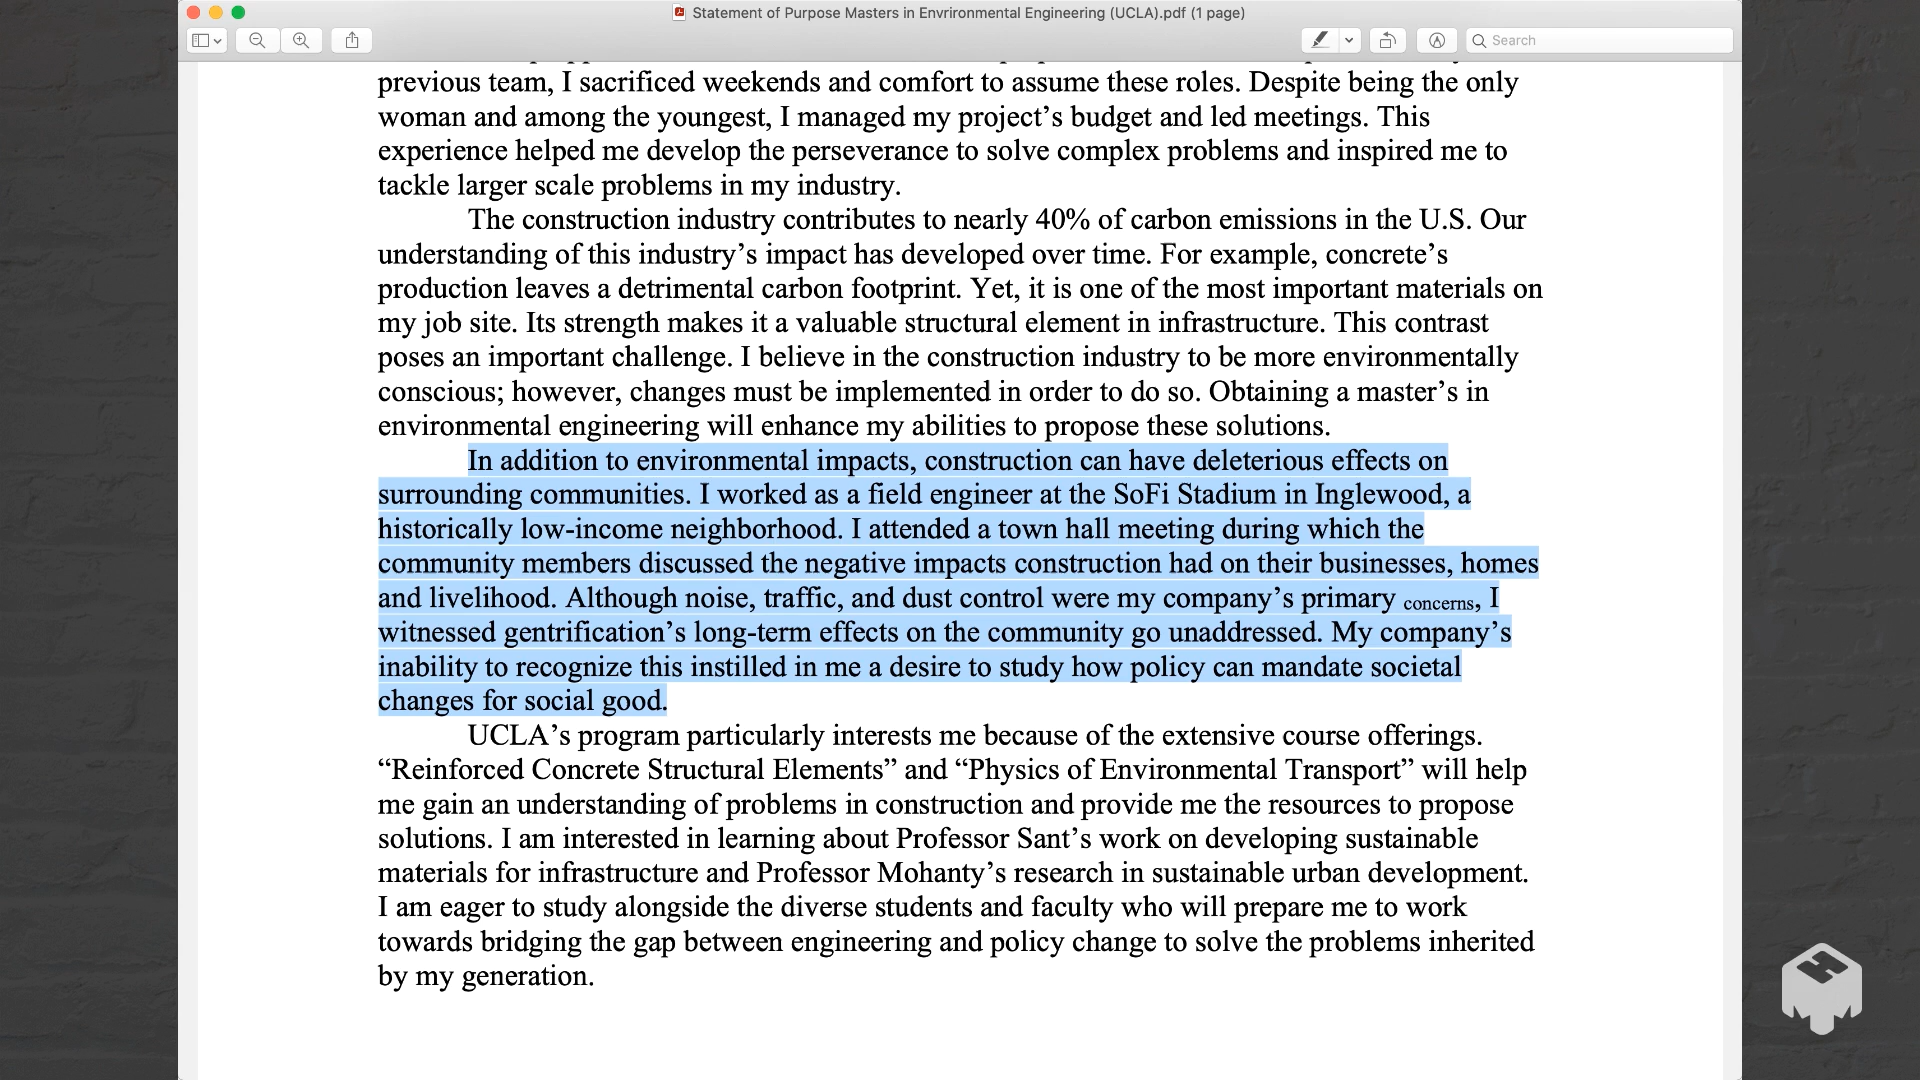 Statement of Purpose Masters in Envrironmental Engineering (UCLA).pdf (1 page)
Search
previous team, I sacrificed weekends and comfort to assume these roles. Despite being the only
woman and among the youngest, I managed my project’s budget and led meetings. This
experience helped me develop the perseverance to solve complex problems and inspired me to
tackle larger scale problems in my industry.
The construction industry contributes to nearly 40% of carbon emissions in the U.S. Our
understanding of this industry’s impact has developed over time. For example, concrete’s
production leaves a detrimental carbon footprint. Yet, it is one of the most important materials on
my job site. Its strength makes it a valuable structural element in infrastructure. This contrast
poses an important challenge. I believe in the construction industry to be more environmentally
conscious; however, changes must be implemented in order to do so. Obtaining a master’s in
environmental engineering will enhance my abilities to propose these solutions.
In addition to environmental impacts, construction can have deleterious effects on
surrounding communities. I worked as a field engineer at the SoFi Stadium in Inglewood, a
historically low-income neighborhood. I attended a town hall meeting during which the
community members discussed the negative impacts construction had on their businesses, homes
and livelihood. Although noise, traffic, and dust control were my company’s primary concerns, I
witnessed gentrification’s long-term effects on the community go unaddressed. My company’s
inability to recognize this instilled in me a desire to study how policy can mandate societal
changes for social good.
UCLA’s program particularly interests me because of the extensive course offerings.
“Reinforced Concrete Structural Elements” and “Physics of Environmental Transport” will help
me gain an understanding of problems in construction and provide me the resources to propose
solutions. I am interested in learning about Professor Sant’s work on developing sustainable
materials for infrastructure and Professor Mohanty’s research in sustainable urban development.
I am eager to study alongside the diverse students and faculty who will prepare me to work
towards bridging the gap between engineering and policy change to solve the problems inherited
by my generation.